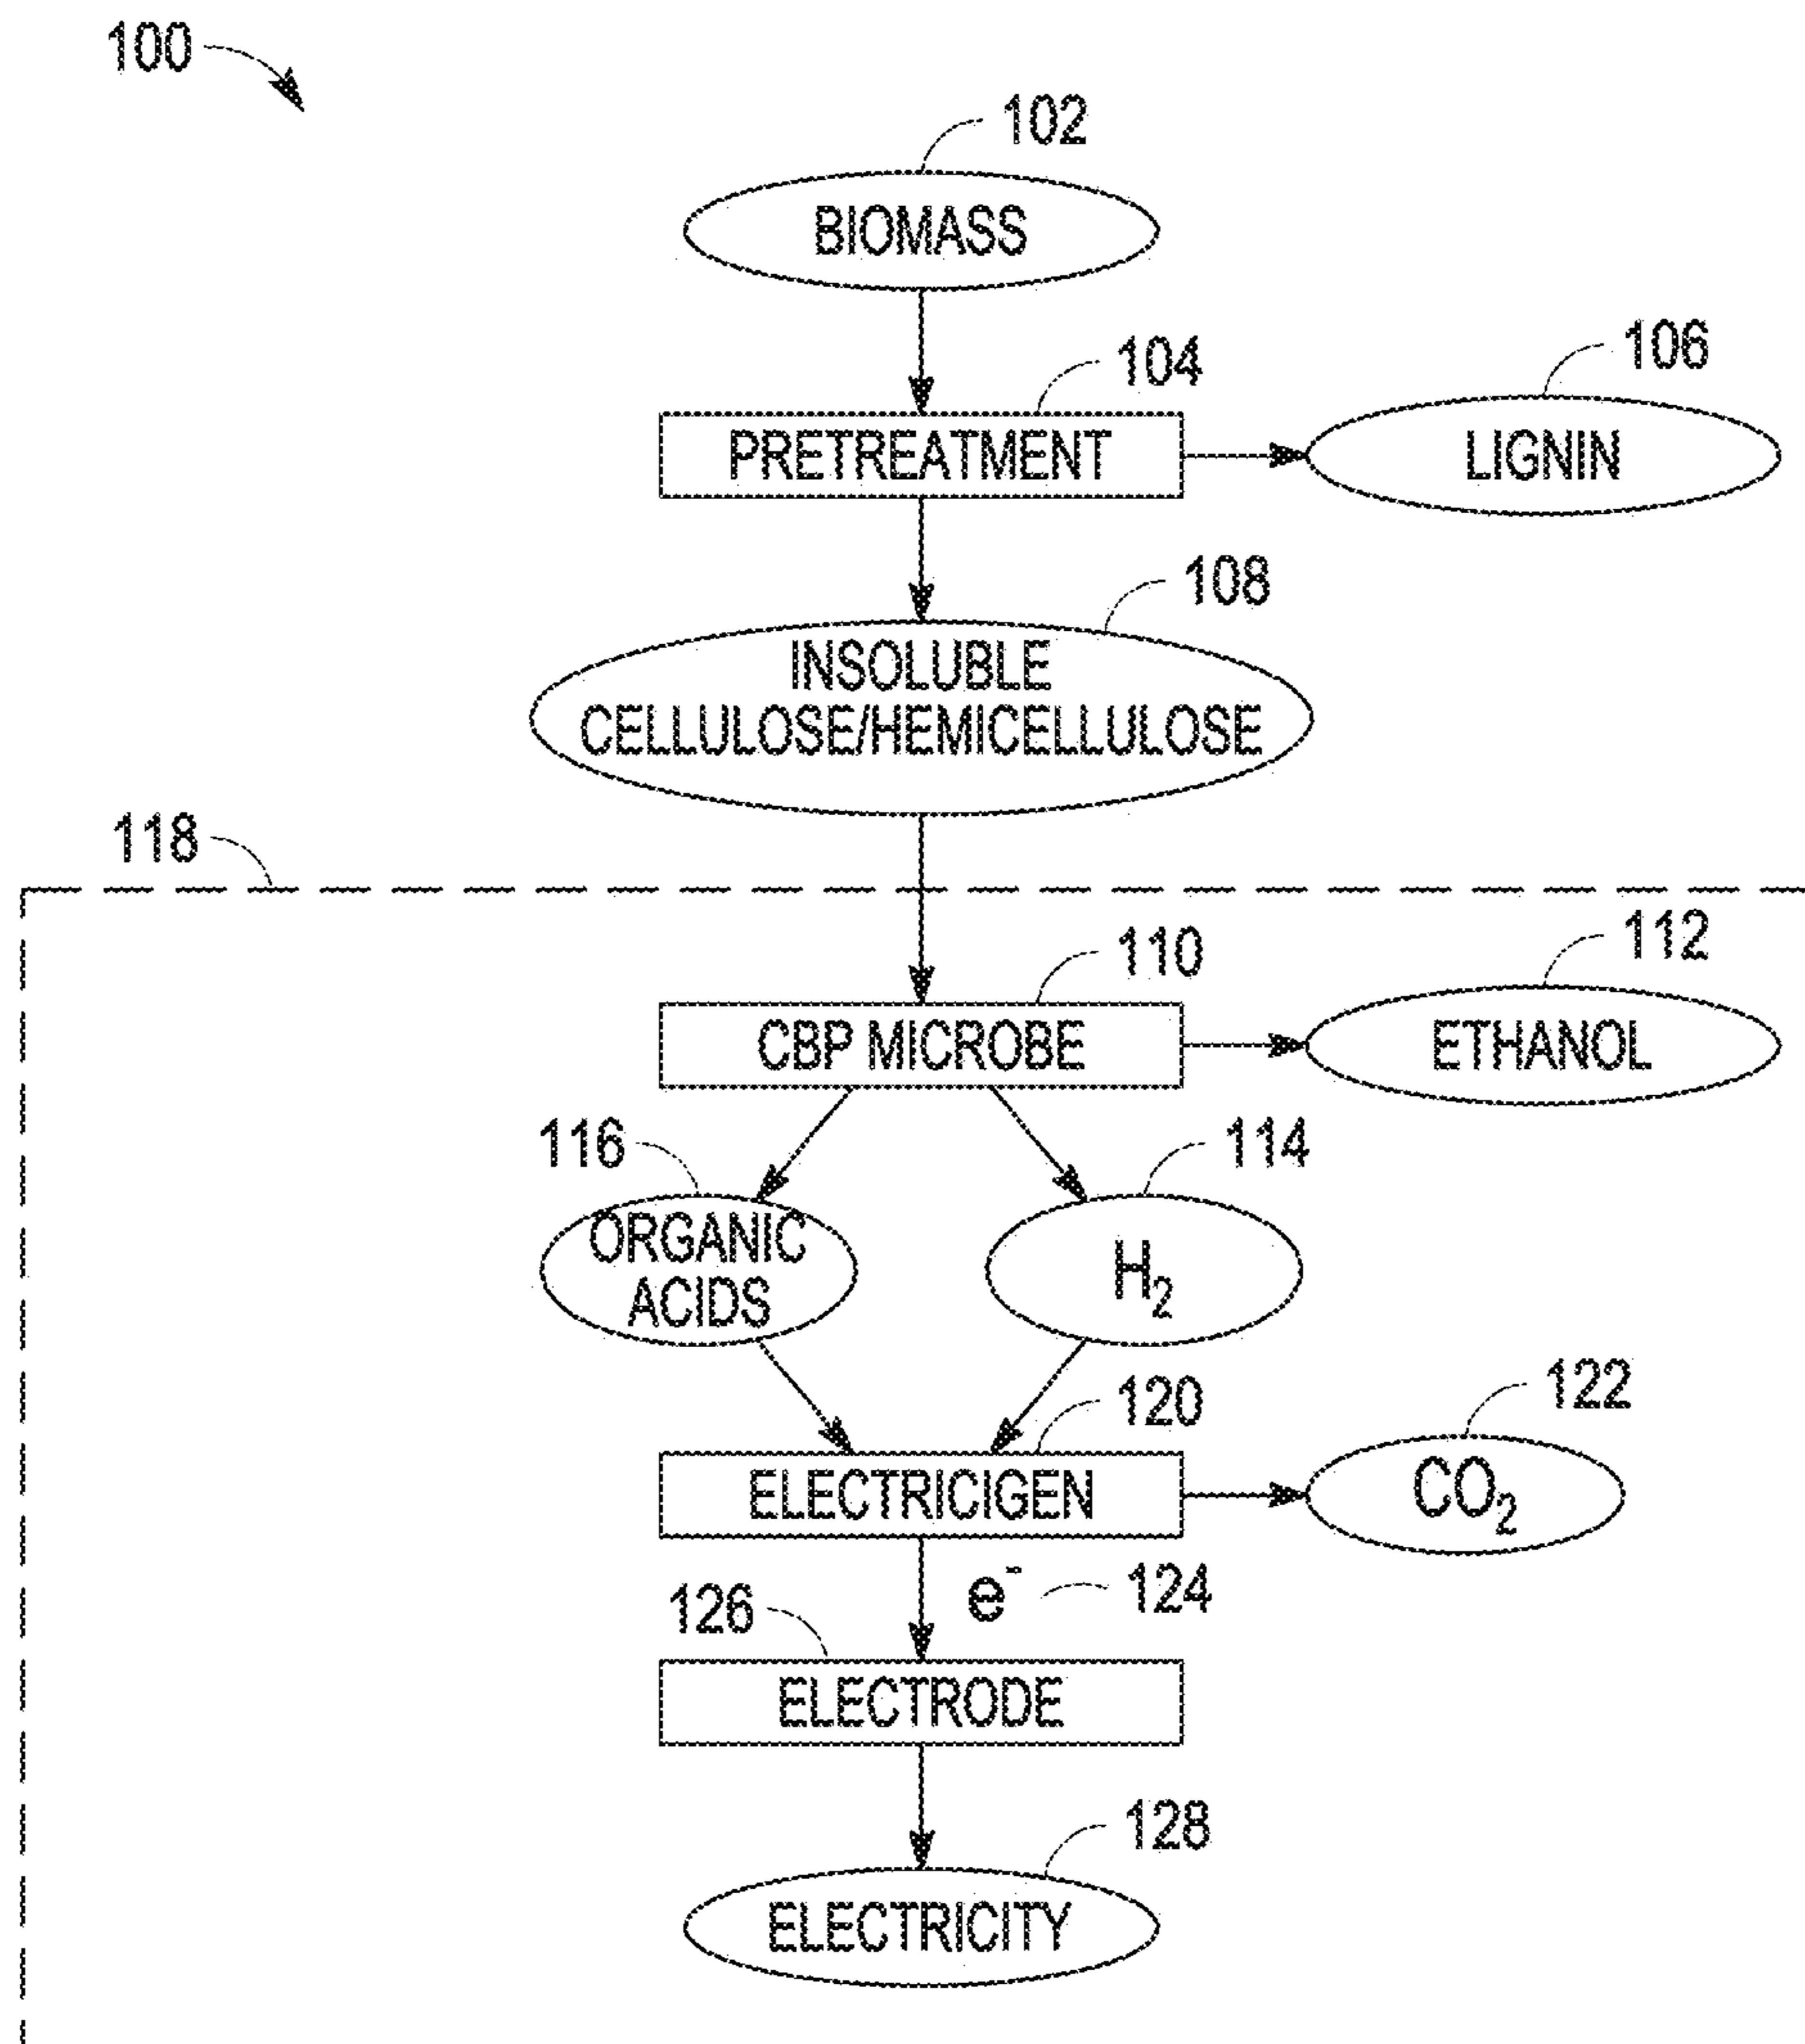 100
102
BIOMASS
104
106
PRETREATMENT
LIGNIN
108
INSOLUBLE
CELLULOSE/HEMICELLULOSE
118
110
112
CBP MICROBE
ETHANOL
116
114
ORGANIC
ACIDS
H₂
120
122
ELECTRICIGEN
CO₂
e⁻
124
126
ELECTRODE
128
ELECTRICITY